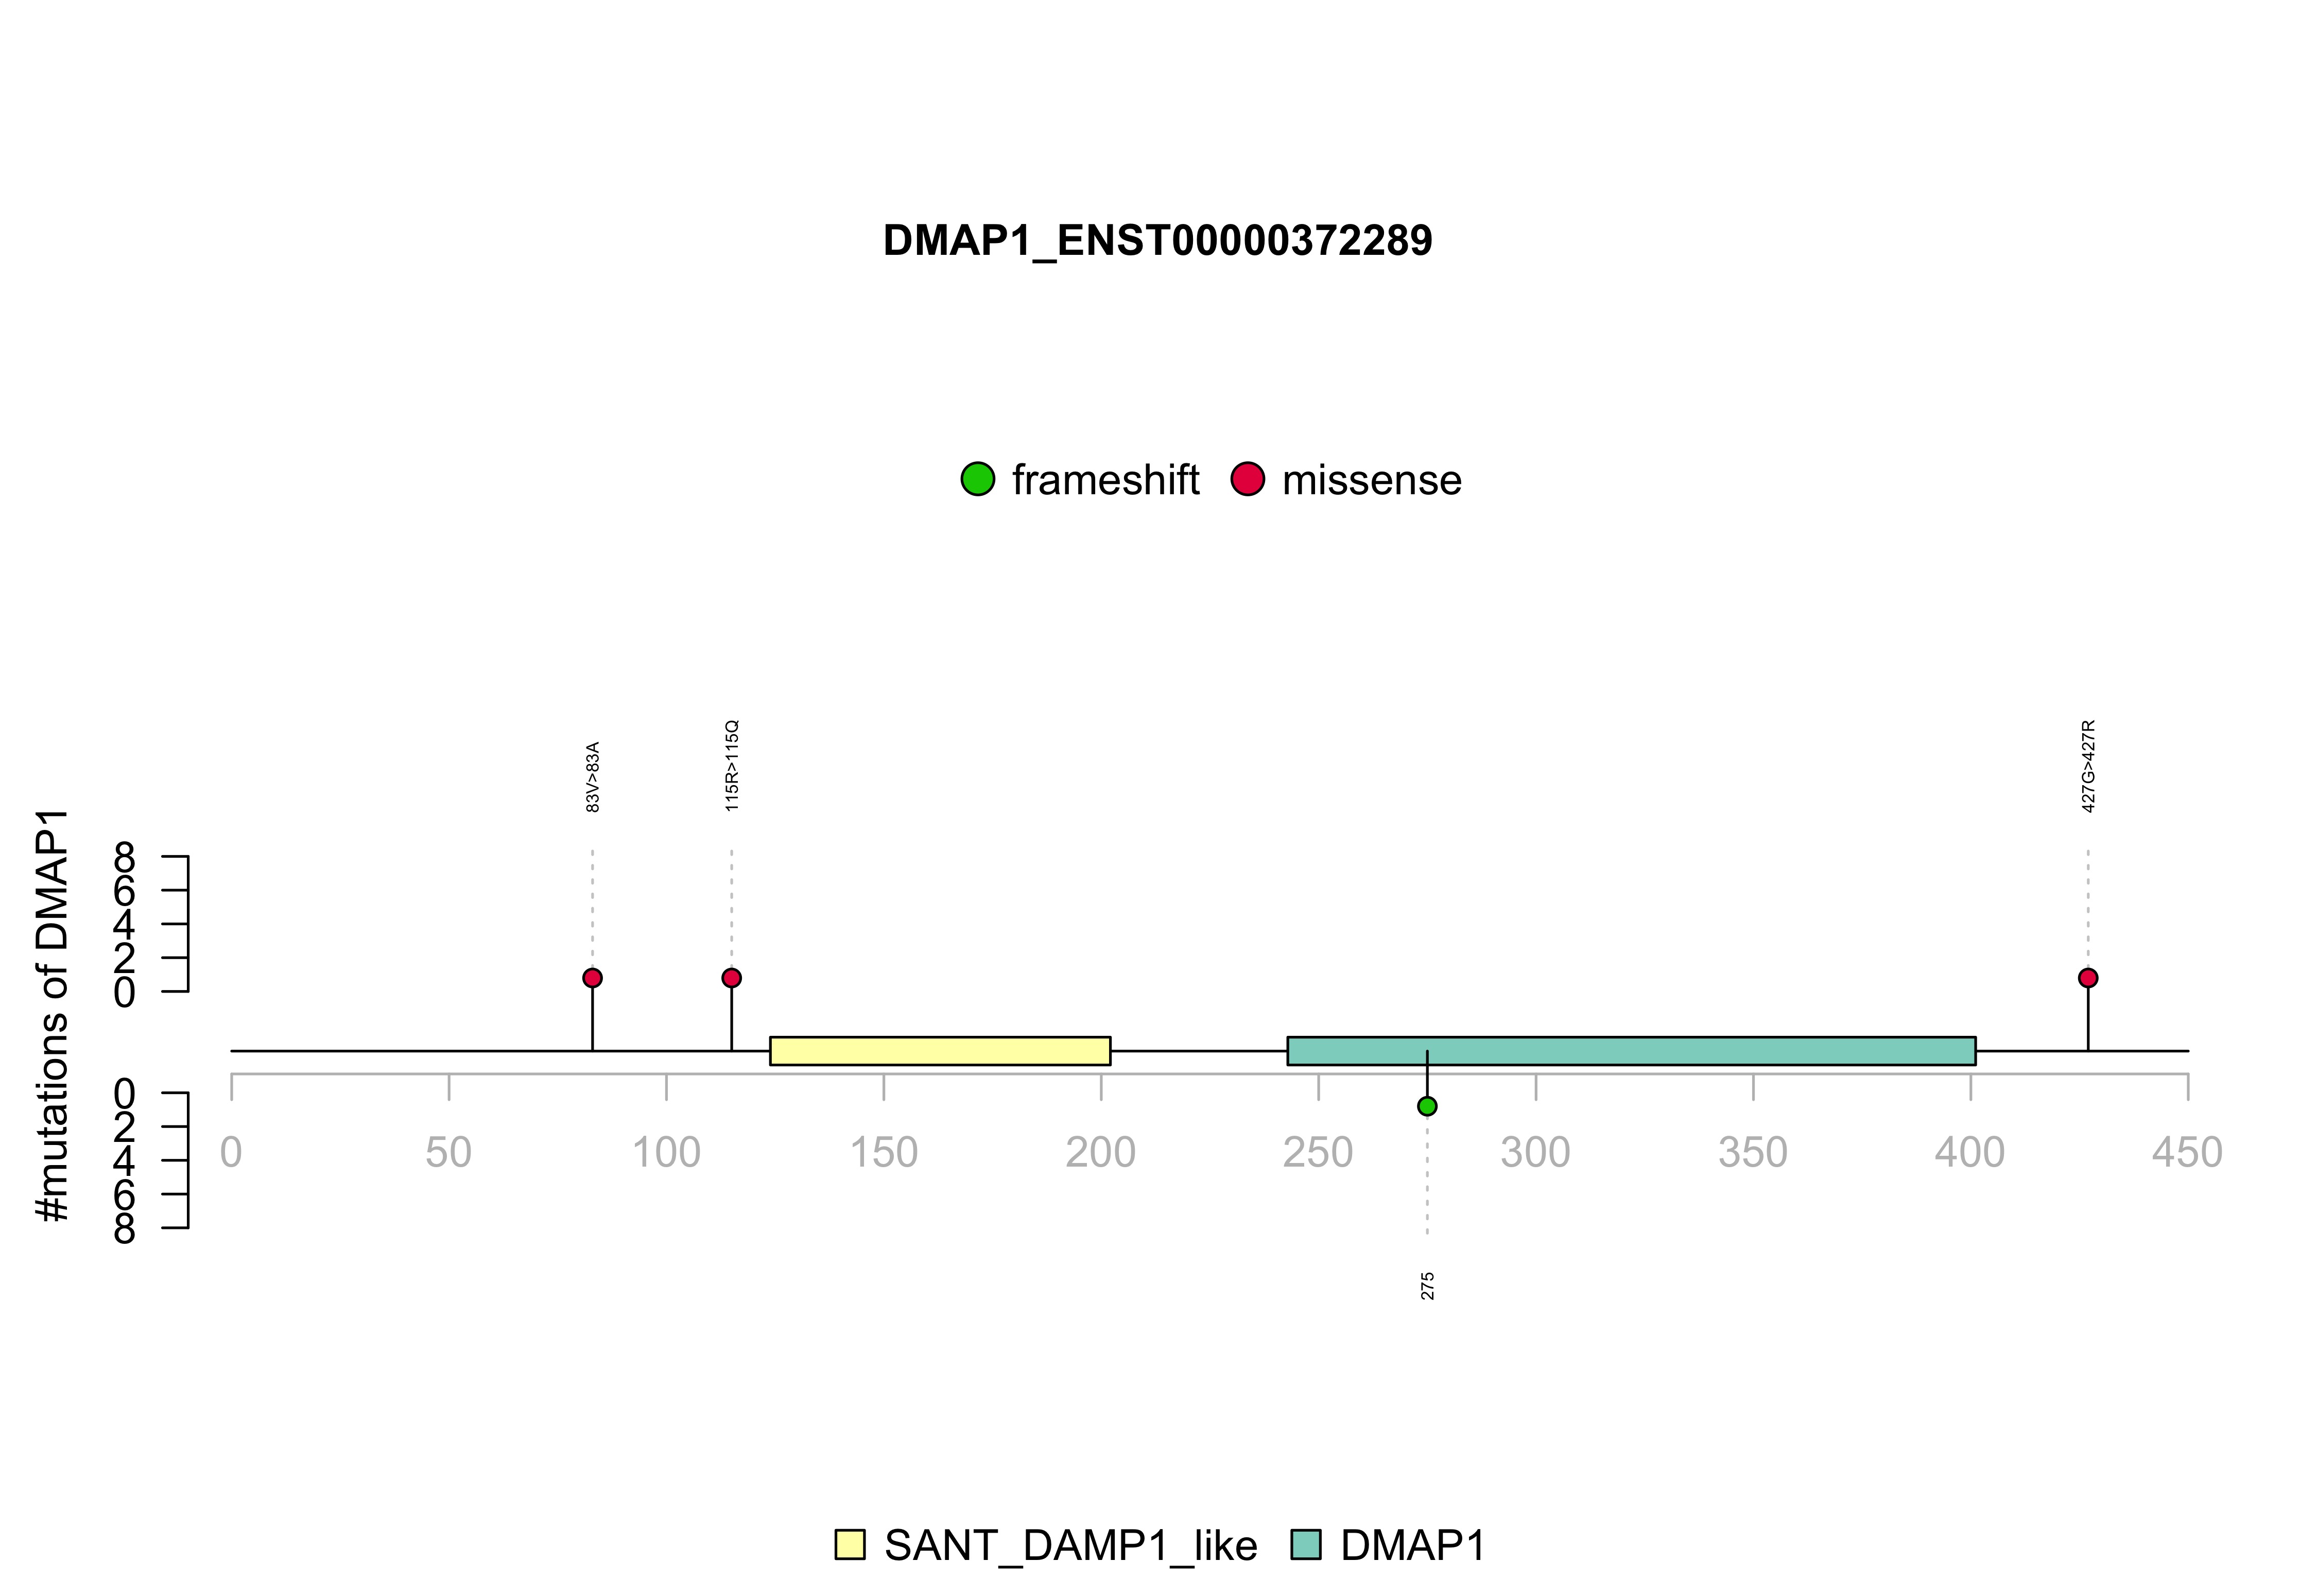 DMAP1_ENST00000372289
frameshift missense
83V>83A
115R>115Q
427G>427R
#mutations of DMAP1
8
6
4
2
0
0
2
4
6
8
0 50 100 150 200 250 300 350 400 450
275
SANT_DAMP1_like DMAP1